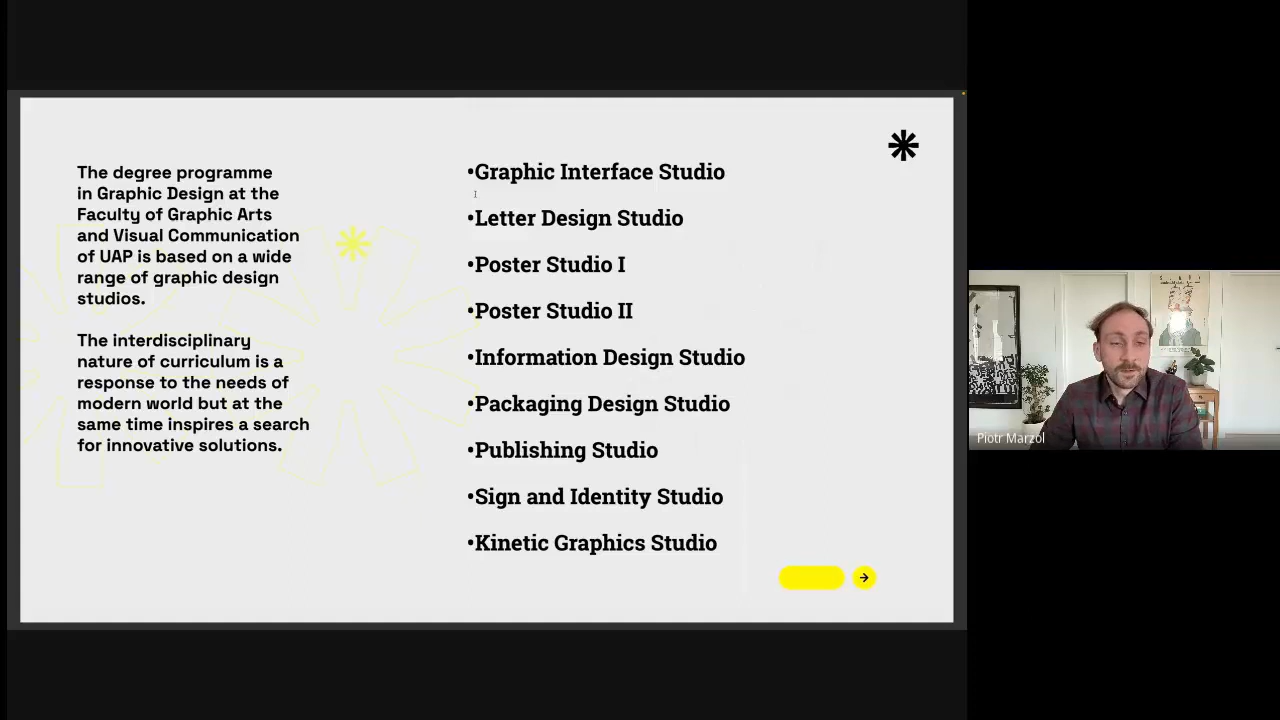 The degree programme
in Graphic Design at the
Faculty of Graphic Arts
and Visual Communication
of UAP is based on a wide
range of graphic design
studios.
The interdisciplinary
nature of curriculum is a
response to the needs of
modern world but at the
same time inspires a search
for innovative solutions.
•Graphic Interface Studio
•Letter Design Studio
•Poster Studio I
•Poster Studio II
•Information Design Studio
•Packaging Design Studio
•Publishing Studio
•Sign and Identity Studio
•Kinetic Graphics Studio
Piotr Marzol